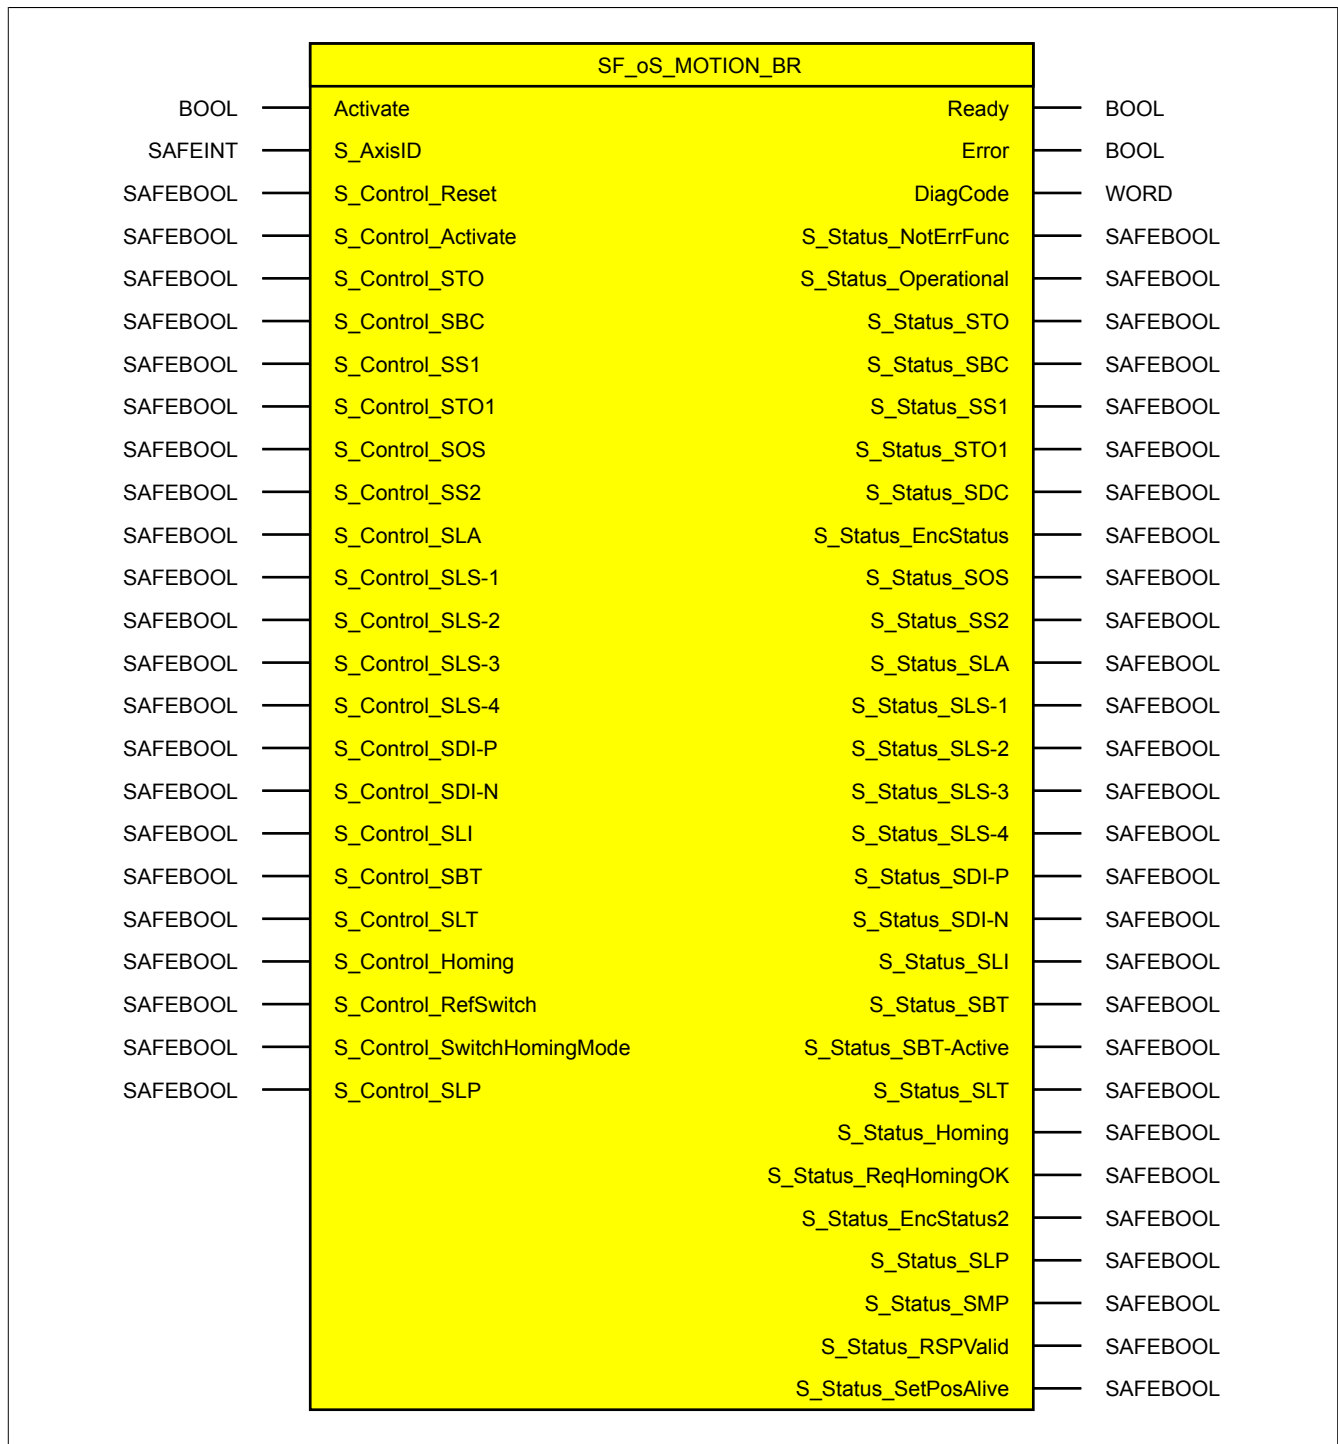 SF_oS_MOTION_BR
BOOL Activate Ready BOOL
SAFEINT S_AxisID Error BOOL
SAFEBOOL S_Control_Reset DiagCode WORD
SAFEBOOL S_Control_Activate S_Status_NotErrFunc SAFEBOOL
SAFEBOOL S_Control_STO S_Status_Operational SAFEBOOL
SAFEBOOL S_Control_SBC S_Status_STO SAFEBOOL
SAFEBOOL S_Control_SS1 S_Status_SBC SAFEBOOL
SAFEBOOL S_Control_STO1 S_Status_SS1 SAFEBOOL
SAFEBOOL S_Control_SOS S_Status_STO1 SAFEBOOL
SAFEBOOL S_Control_SS2 S_Status_SDC SAFEBOOL
SAFEBOOL S_Control_SLA S_Status_EncStatus SAFEBOOL
SAFEBOOL S_Control_SLS-1 S_Status_SOS SAFEBOOL
SAFEBOOL S_Control_SLS-2 S_Status_SS2 SAFEBOOL
SAFEBOOL S_Control_SLS-3 S_Status_SLA SAFEBOOL
SAFEBOOL S_Control_SLS-4 S_Status_SLS-1 SAFEBOOL
SAFEBOOL S_Control_SDI-P S_Status_SLS-2 SAFEBOOL
SAFEBOOL S_Control_SDI-N S_Status_SLS-3 SAFEBOOL
SAFEBOOL S_Control_SLI S_Status_SLS-4 SAFEBOOL
SAFEBOOL S_Control_SBT S_Status_SDI-P SAFEBOOL
SAFEBOOL S_Control_SLT S_Status_SDI-N SAFEBOOL
SAFEBOOL S_Control_Homing S_Status_SLI SAFEBOOL
SAFEBOOL S_Control_RefSwitch S_Status_SBT SAFEBOOL
SAFEBOOL S_Control_SwitchHomingMode S_Status_SBT-Active SAFEBOOL
SAFEBOOL S_Control_SLP S_Status_SLT SAFEBOOL
S_Status_Homing SAFEBOOL
S_Status_ReqHomingOK SAFEBOOL
S_Status_EncStatus2 SAFEBOOL
S_Status_SLP SAFEBOOL
S_Status_SMP SAFEBOOL
S_Status_RSPValid SAFEBOOL
S_Status_SetPosAlive SAFEBOOL